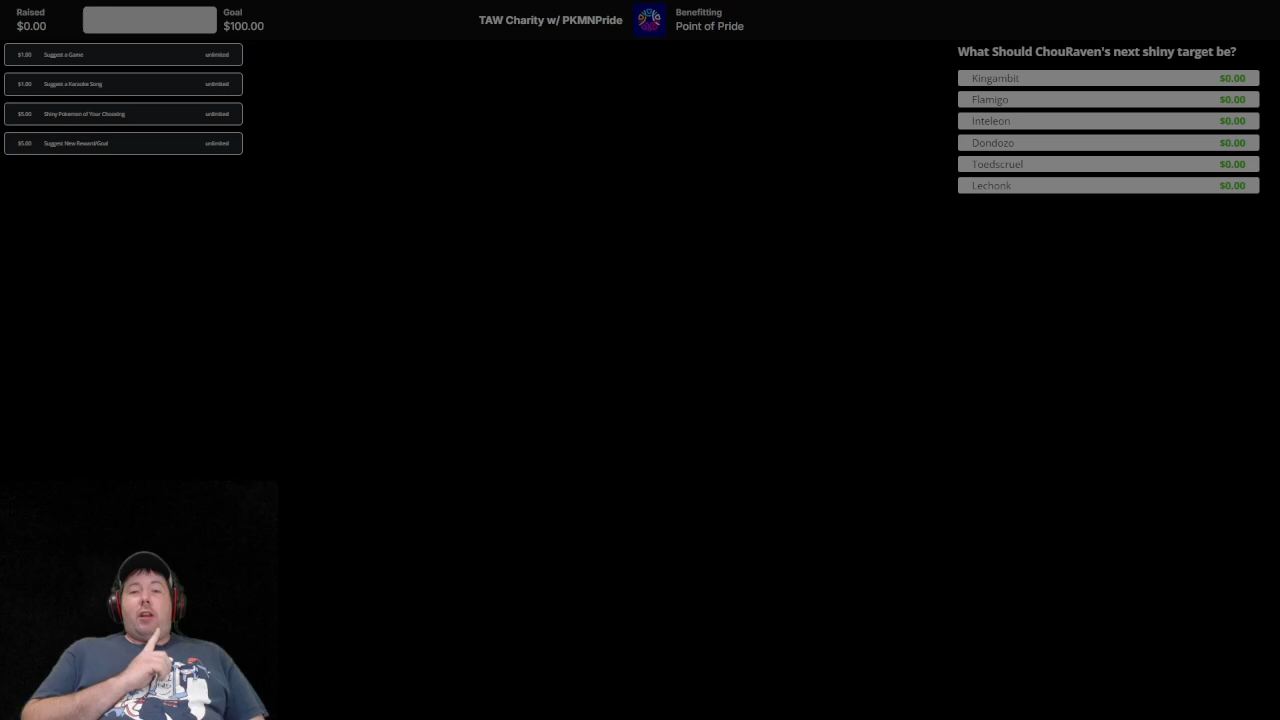 Raised
$0.00
Goal
$100.00
TAW Charity w/ PKMNPride
Benefitting
Point of Pride
$1.00 Suggest a Game unlimited
$1.00 Suggest a Karaoke Song unlimited
$5.00 Shiny Pokemon of Your Choosing unlimited
$5.00 Suggest New Reward/Goal unlimited
What Should ChouRaven's next shiny target be?
Kingambit $0.00
Flamigo $0.00
Inteleon $0.00
Dondozo $0.00
Toedscruel $0.00
Lechonk $0.00